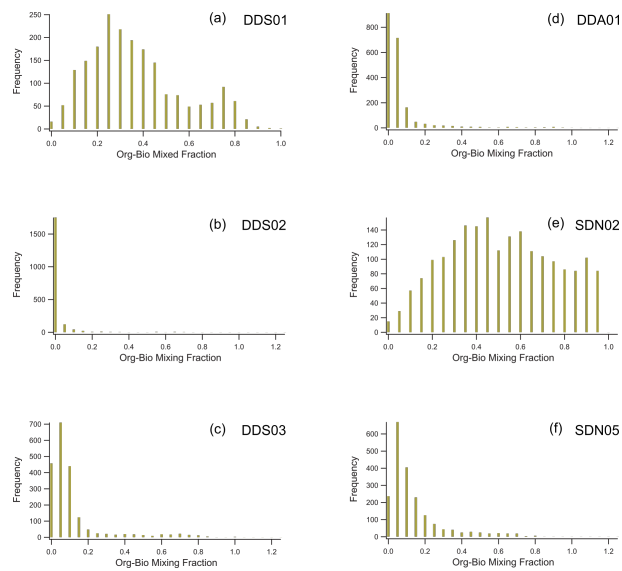 (a) DDS01
250
200
150
100
50
0
Frequency
0.0 0.2 0.4 0.6 0.8 1.0
Org-Bio Mixed Fraction
(d) DDA01
800
600
400
200
0
Frequency
0.0 0.2 0.4 0.6 0.8 1.0 1.2
Org-Bio Mixing Fraction
(b) DDS02
1500
1000
500
0
Frequency
0.0 0.2 0.4 0.6 0.8 1.0 1.2
Org-Bio Mixing Fraction
(e) SDN02
140
120
100
80
60
40
20
0
Frequency
0.0 0.2 0.4 0.6 0.8 1.0
Org-Bio Mixing Fraction
(c) DDS03
700
600
500
400
300
200
100
0
Frequency
0.0 0.2 0.4 0.6 0.8 1.0 1.2
Org-Bio Mixing Fraction
(f) SDN05
600
500
400
300
200
100
0
Frequency
0.0 0.2 0.4 0.6 0.8 1.0 1.2
Org-Bio Mixing Fraction